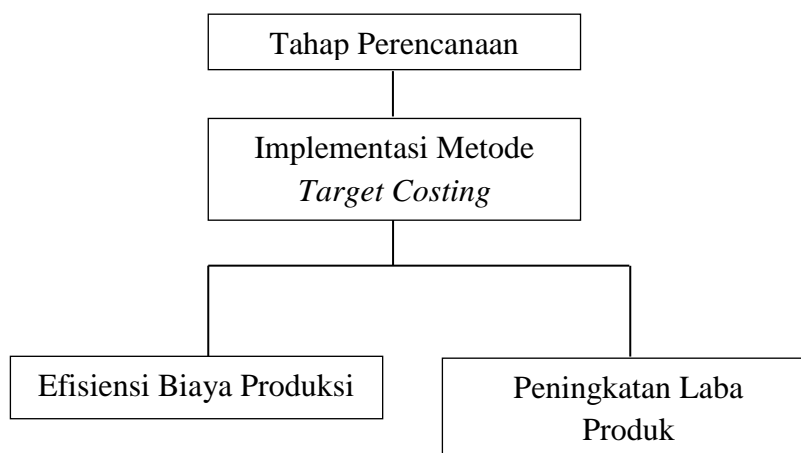 Tahap Perencanaan
Implementasi Metode
Target Costing
Efisiensi Biaya Produksi
Peningkatan Laba
Produk